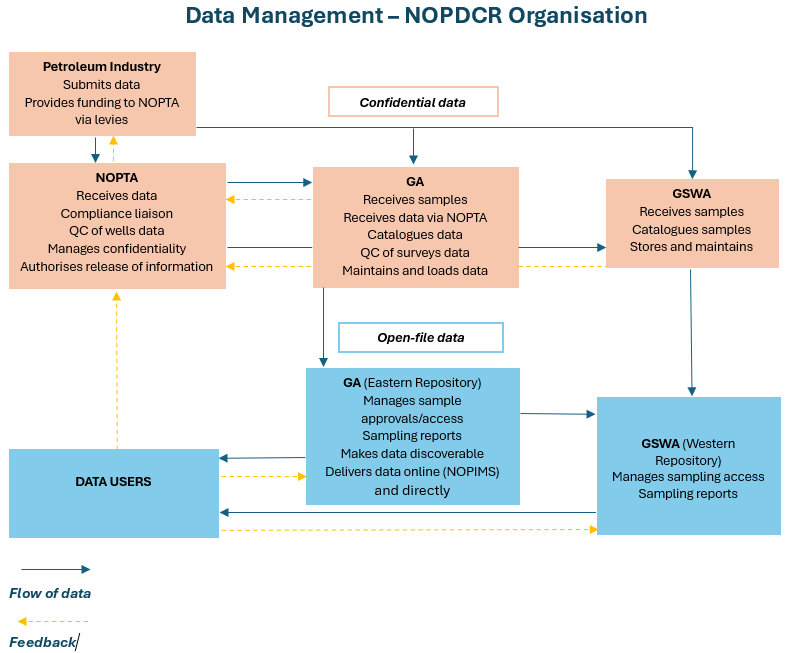 Data Management – NOPDCR Organisation
Petroleum Industry
Submits data
Provides funding to NOPTA
via levies
Confidential data
NOPTA
Receives data
Compliance liaison
QC of wells data
Manages confidentiality
Authorises release of information
GA
Receives samples
Receives data via NOPTA
Catalogues data
QC of surveys data
Maintains and loads data
GSWA
Receives samples
Catalogues samples
Stores and maintains
Open-file data
GA (Eastern Repository)
Manages sample
approvals/access
Sampling reports
Makes data discoverable
Delivers data online (NOPIMS)
and directly
GSWA (Western
Repository)
Manages sampling access
Sampling reports
DATA USERS
Flow of data
Feedback/